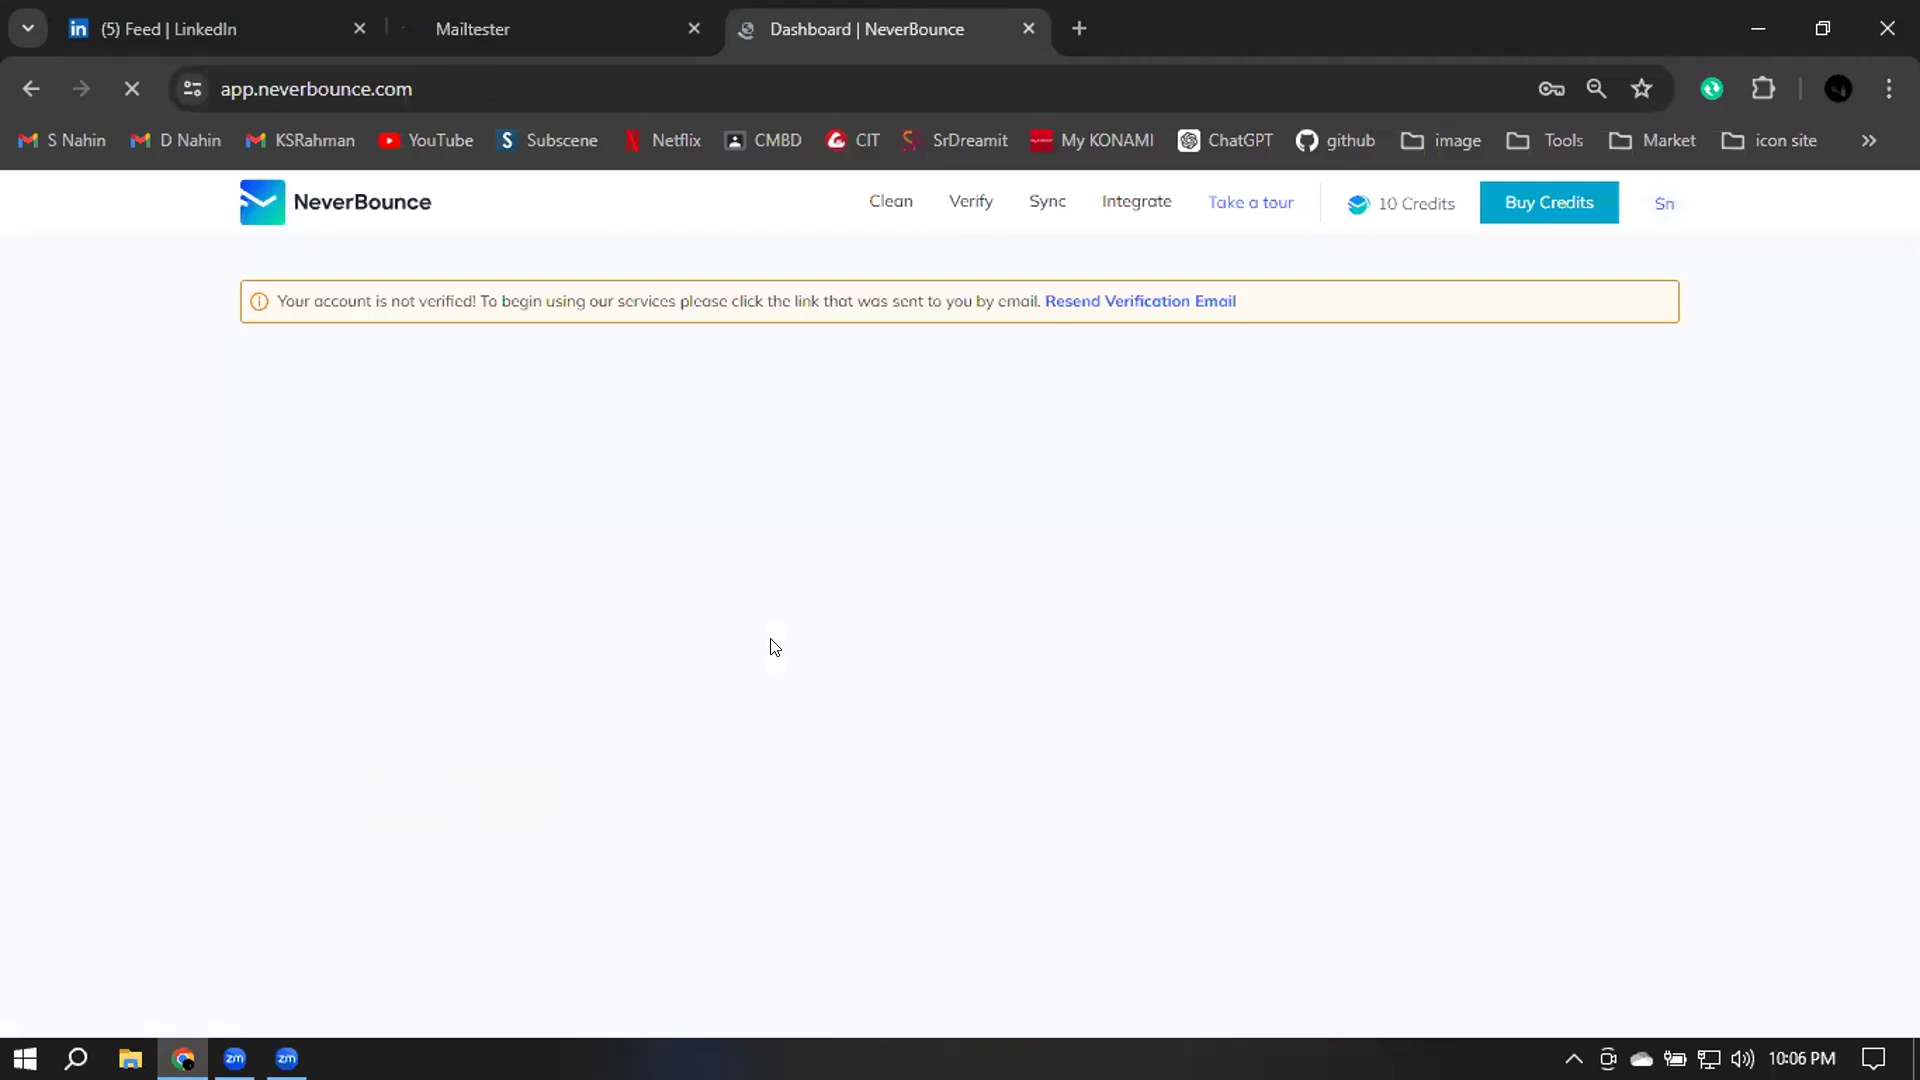 (5) Feed | LinkedIn
Mailtester
Dashboard | NeverBounce
app.neverbounce.com
S Nahin
D Nahin
KSRahman
YouTube
Subscene
Netflix
CMBD
CIT
SrDreamit
My KONAMI
ChatGPT
github
image
Tools
Market
icon site
NeverBounce
Clean
Verify
Sync
Integrate
Take a tour
10 Credits
Buy Credits
Sn
Your account is not verified! To begin using our services please click the link that was sent to you by email. Resend Verification Email
zm
zm
10:06 PM